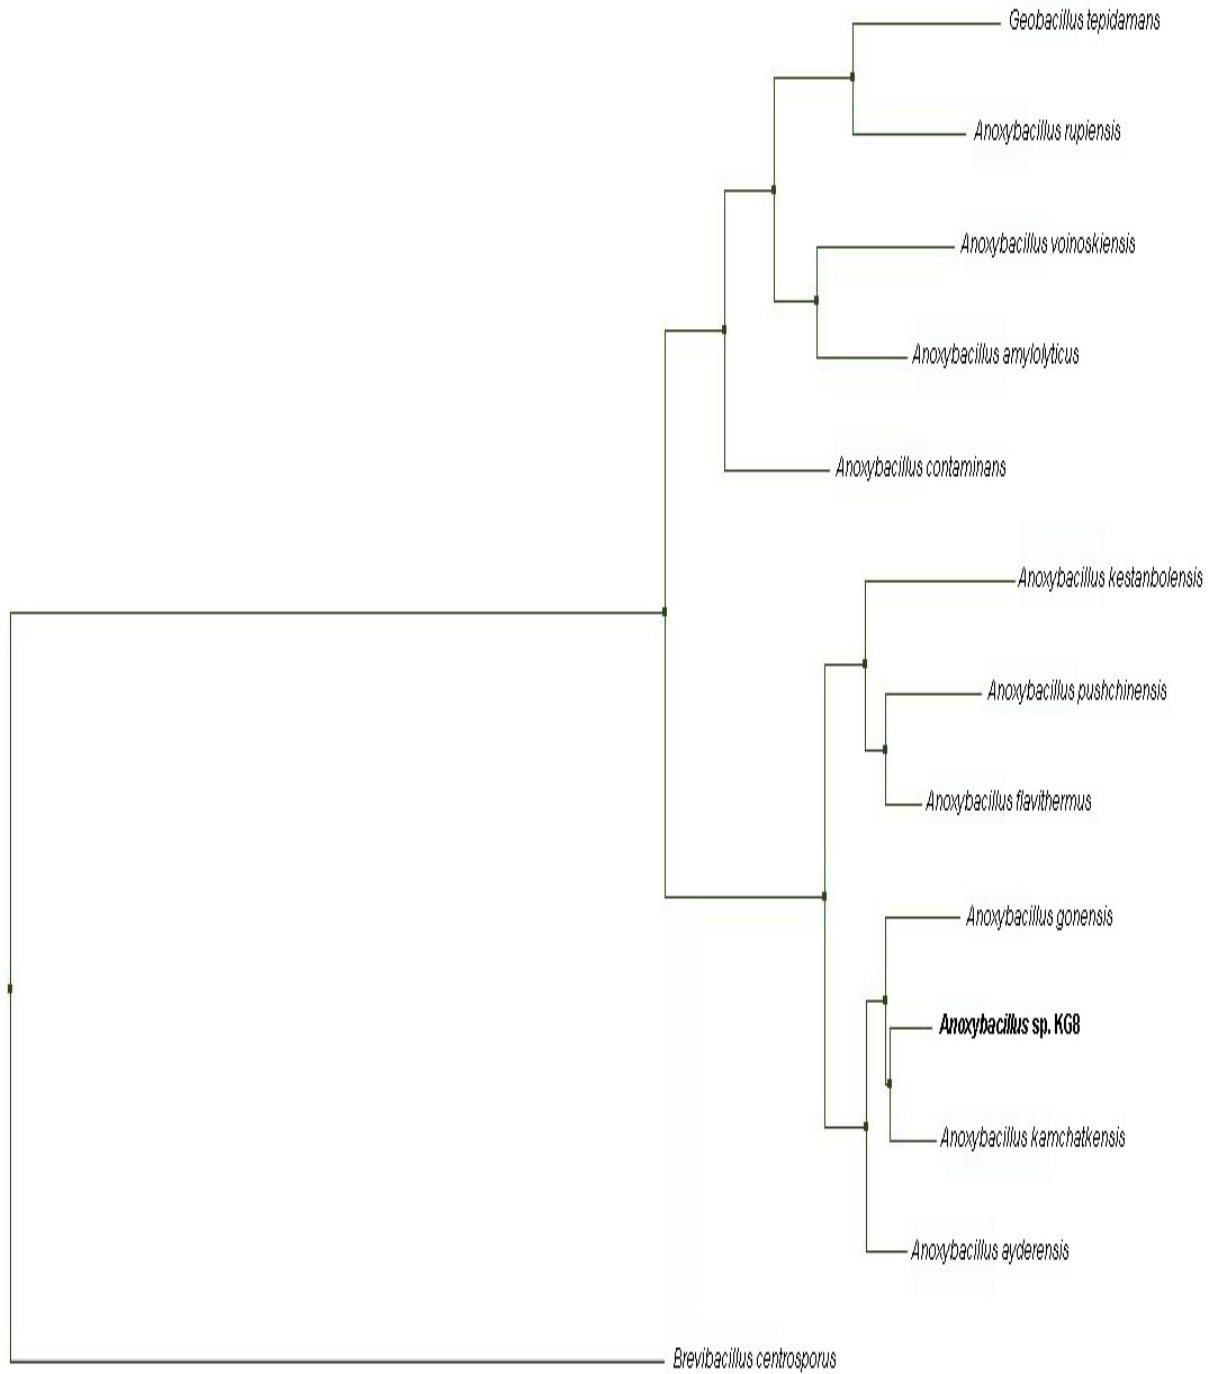 Geobacillus tepidamans
Anoxybacillus rupiensis
Anoxybacillus voinoskiensis
Anoxybacillus amylolyticus
Anoxybacillus contaminans
Anoxybacillus kestanbolensis
Anoxybacillus pushchinensis
Anoxybacillus flavithermus
Anoxybacillus gonensis
Anoxybacillus sp. KG8
Anoxybacillus kamchatkensis
Anoxybacillus ayderensis
Brevibacillus centrosporus